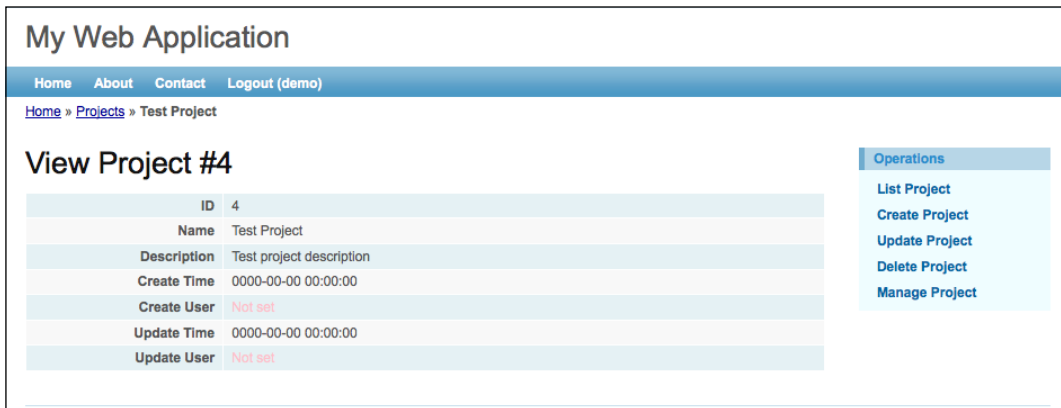 My Web Application
Home About Contact Logout (demo)
Home » Projects » Test Project
View Project #4
ID 4
Name Test Project
Description Test project description
Create Time 0000-00-00 00:00:00
Create User Not set
Update Time 0000-00-00 00:00:00
Update User Not set
Operations
List Project
Create Project
Update Project
Delete Project
Manage Project